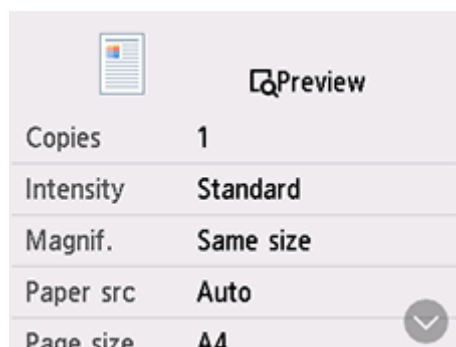 Preview
Copies 1
Intensity Standard
Magnif. Same size
Paper src Auto
Page size A4